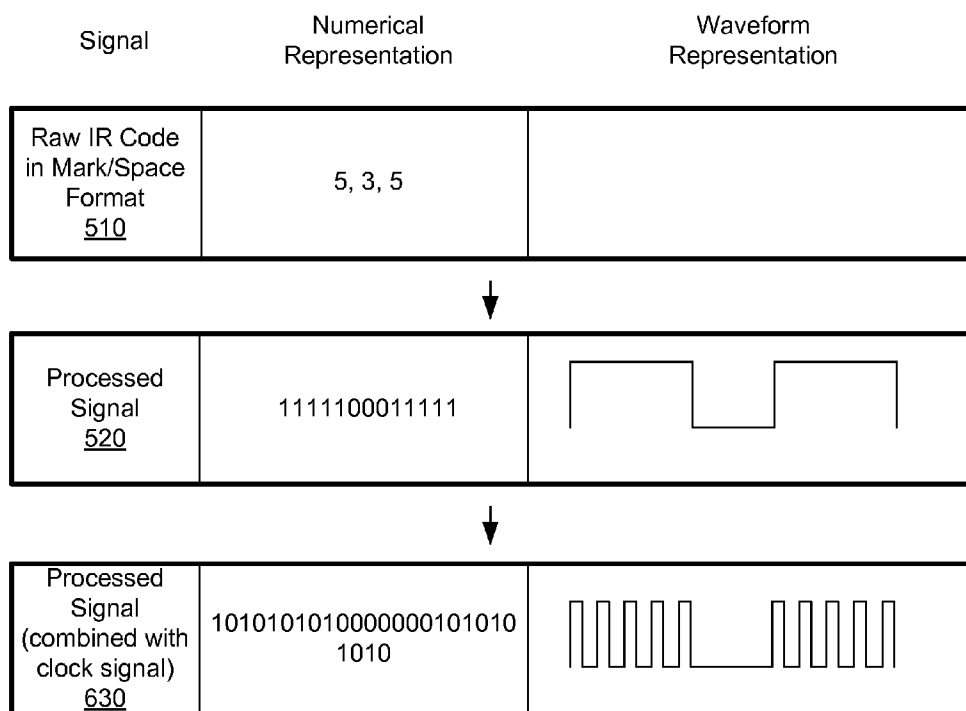 Signal
Numerical
Representation
Waveform
Representation
Raw IR Code
in Mark/Space
Format
510
5, 3, 5
Processed
Signal
520
1111100011111
Processed
Signal
(combined with
clock signal)
630
1010101010000000101010
1010